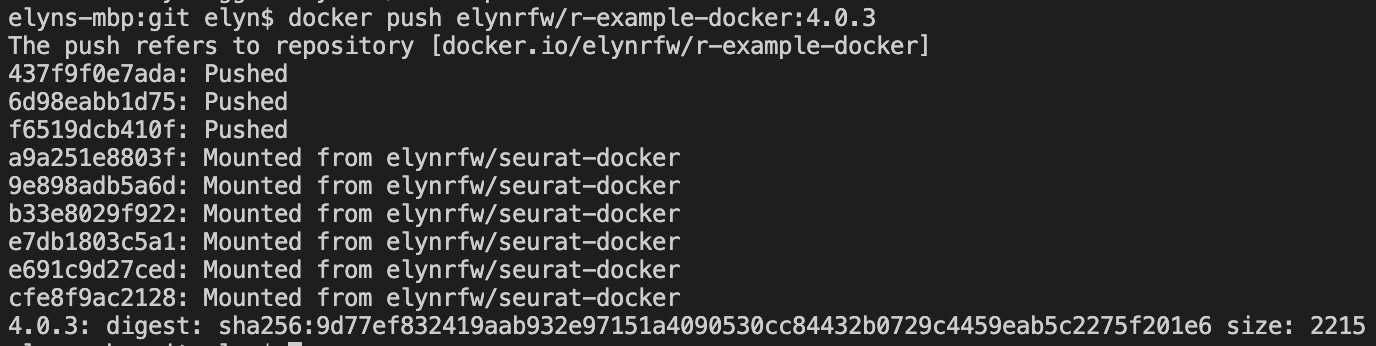 elyns-mbp:git elyn$ docker push elynrfw/r-example-docker:4.0.3
The push refers to repository [docker.io/elynrfw/r-example-docker]
437f9f0e7ada: Pushed
6d98eabb1d75: Pushed
f6519dcb410f: Pushed
a9a251e8803f: Mounted from elynrfw/seurat-docker
9e898adb5a6d: Mounted from elynrfw/seurat-docker
b33e8029f922: Mounted from elynrfw/seurat-docker
e7db1803c5a1: Mounted from elynrfw/seurat-docker
e691c9d27ced: Mounted from elynrfw/seurat-docker
cfe8f9ac2128: Mounted from elynrfw/seurat-docker
4.0.3: digest: sha256:9d77ef832419aab932e97151a4090530cc84432b0729c4459eab5c2275f201e6 size: 2215